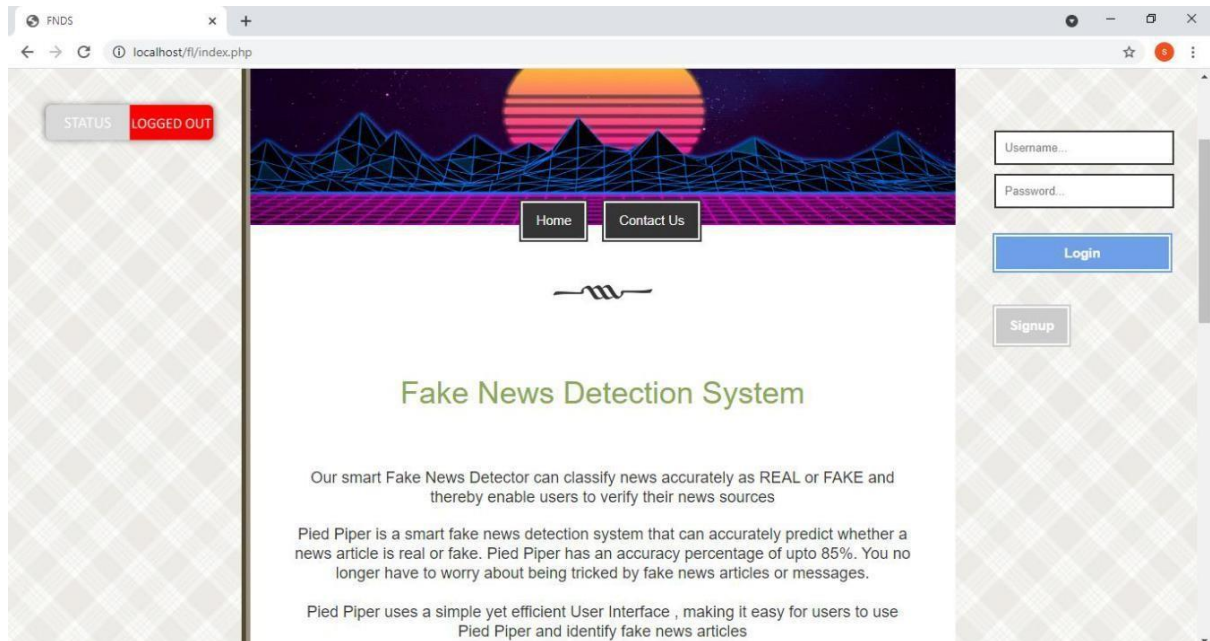 FNDS
localhost/fl/index.php
s
STATUS LOGGED OUT
Home
Contact Us
Username...
Password...
Login
Signup
Fake News Detection System
Our smart Fake News Detector can classify news accurately as REAL or FAKE and
thereby enable users to verify their news sources
Pied Piper is a smart fake news detection system that can accurately predict whether a
news article is real or fake. Pied Piper has an accuracy percentage of upto 85%. You no
longer have to worry about being tricked by fake news articles or messages.
Pied Piper uses a simple yet efficient User Interface , making it easy for users to use
Pied Piper and identify fake news articles